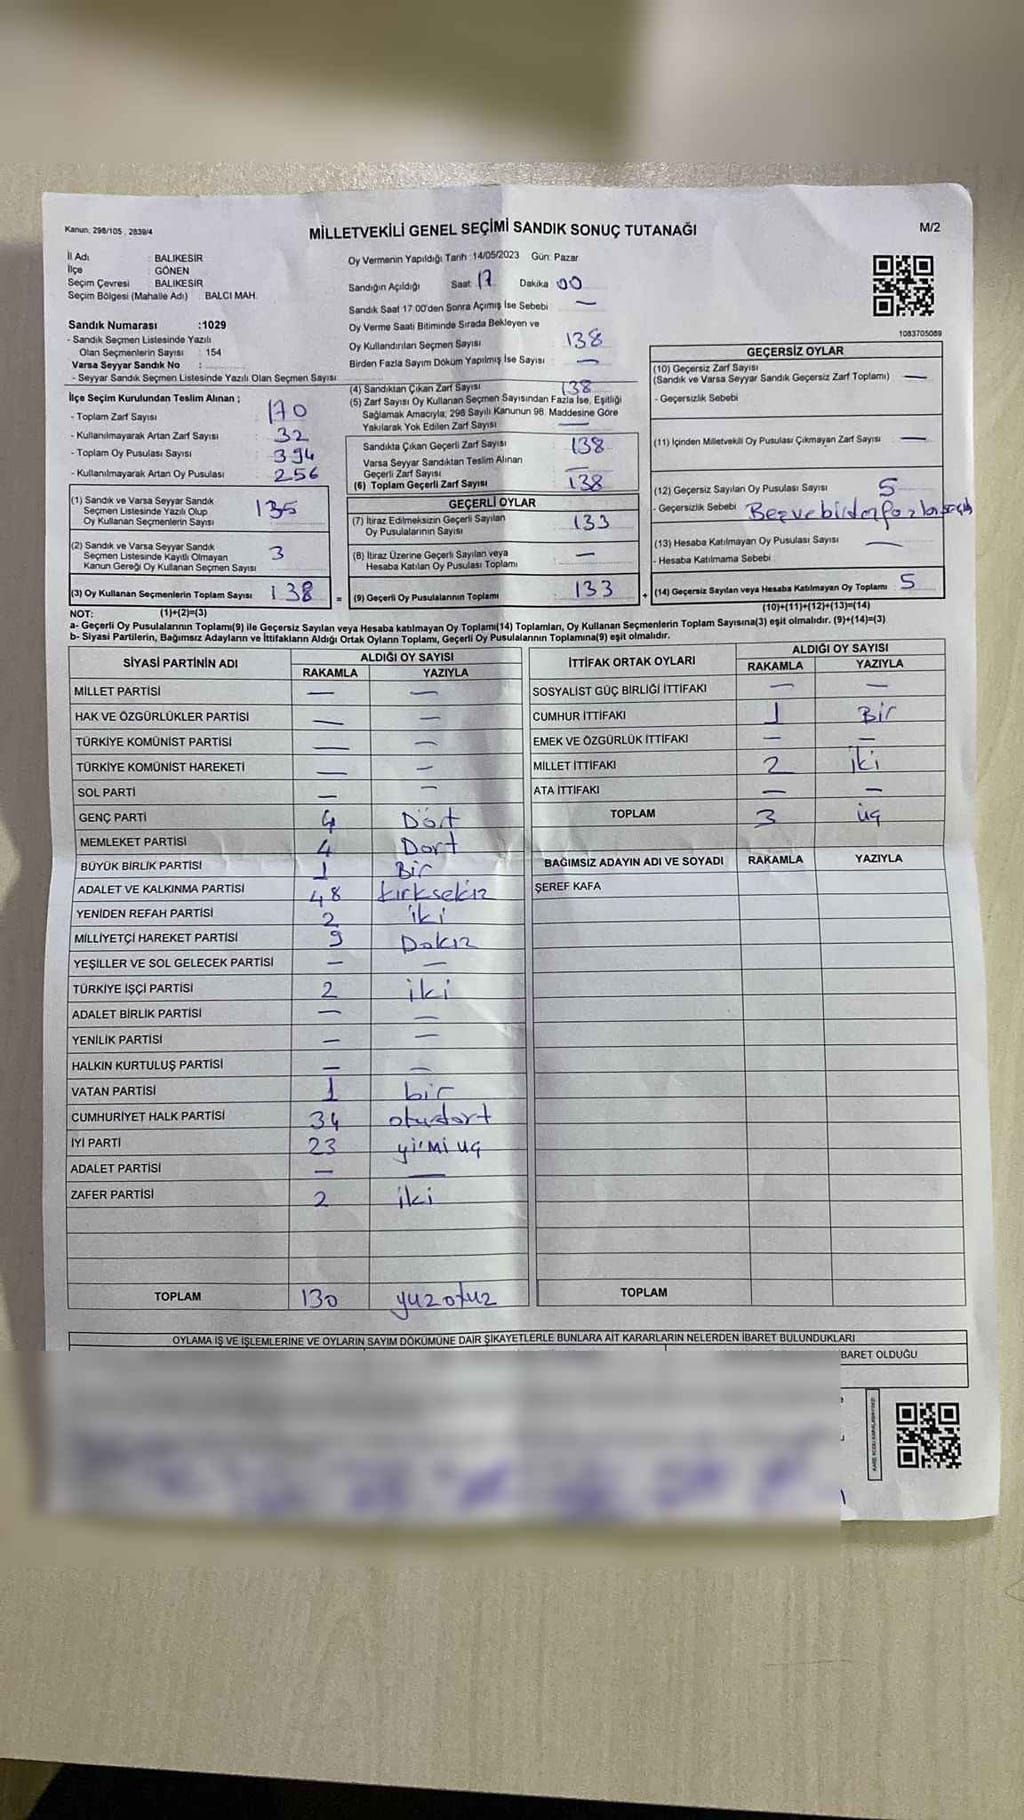 Kanun, 298/105, 2839/4
MİLLETVEKİLİ GENEL SEÇİMİ SANDIK SONUÇ TUTANAĞI
M/2
İl Adı : BALIKESİR
İlçe : GÖNEN
Seçim Çevresi : BALIKESİR
Seçim Bölgesi (Mahalle Adı) BALCI MAH.
Sandık Numarası :1029
- Sandık Seçmen Listesinde Yazılı
Olan Seçmenlerin Sayısı : 154
Varsa Seyyar Sandık No :
- Seyyar Sandık Seçmen Listesinde Yazılı Olan Seçmen Sayısı
İlçe Seçim Kurulundan Teslim Alınan ;
- Toplam Zarf Sayısı : 170
- Kullanılmayarak Artan Zarf Sayısı : 32
- Toplam Oy Pusulası Sayısı : 394
- Kullanılmayarak Artan Oy Pusulası : 256
(1) Sandık ve Varsa Seyyar Sandık
Seçmen Listesinde Yazılı Olup
Oy Kullanan Seçmenlerin Sayısı 135
(2) Sandık ve Varsa Seyyar Sandık
Seçmen Listesinde Kayıtlı Olmayan
Kanun Gereği Oy Kullanan Seçmen Sayısı 3
(3) Oy Kullanan Seçmenlerin Toplam Sayısı 138 =
Oy Vermenin Yapıldığı Tarih : 14/05/2023 Gün: Pazar
Sandığın Açıldığı Saat 17 Dakika 00
Sandık Saat 17:00'den Sonra Açılmış İse Sebebi —
Oy Verme Saati Bitiminde Sırada Bekleyen ve
Oy Kullandırılan Seçmen Sayısı 138
Birden Fazla Sayım Döküm Yapılmış İse Sayısı —
(4) Sandıktan Çıkan Zarf Sayısı 138
(5) Zarf Sayısı Oy Kullanan Seçmen Sayısından Fazla İse, Eşitliği
Sağlamak Amacıyla; 298 Sayılı Kanunun 98. Maddesine Göre
Yakılarak Yok Edilen Zarf Sayısı —
Sandıkta Çıkan Geçerli Zarf Sayısı 138
Varsa Seyyar Sandıktan Teslim Alınan
Geçerli Zarf Sayısı —
(6) Toplam Geçerli Zarf Sayısı 138
GEÇERLİ OYLAR
(7) İtiraz Edilmeksizin Geçerli Sayılan
Oy Pusulalarının Sayısı 133
(8) İtiraz Üzerine Geçerli Sayılan veya
Hesaba Katılan Oy Pusulası Toplamı —
(9) Geçerli Oy Pusulalarının Toplamı 133 +
1083705089
GEÇERSİZ OYLAR
(10) Geçersiz Zarf Sayısı
(Sandık ve Varsa Seyyar Sandık Geçersiz Zarf Toplamı) —
- Geçersizlik Sebebi
(11) İçinden Milletvekili Oy Pusulası Çıkmayan Zarf Sayısı —
(12) Geçersiz Sayılan Oy Pusulası Sayısı 5
- Geçersizlik Sebebi
(13) Hesaba Katılmayan Oy Pusulası Sayısı —
- Hesaba Katılmama Sebebi
(14) Geçersiz Sayılan veya Hesaba Katılmayan Oy Toplamı 5
NOT: (1)+(2)=(3) (10)+(11)+(12)+(13)=(14)
a- Geçerli Oy Pusulalarının Toplamı(9) ile Geçersiz Sayılan veya Hesaba katılmayan Oy Toplamı(14) Toplamları, Oy Kullanan Seçmenlerin Toplam Sayısına(3) eşit olmalıdır. (9)+(14)=(3)
b- Siyasi Partilerin, Bağımsız Adayların ve İttifakların Aldığı Ortak Oyların Toplamı, Geçerli Oy Pusulalarının Toplamına(9) eşit olmalıdır.
SİYASİ PARTİNİN ADI ALDIĞI OY SAYISI
RAKAMLA YAZIYLA
MİLLET PARTİSİ — —
HAK VE ÖZGÜRLÜKLER PARTİSİ — —
TÜRKİYE KOMÜNİST PARTİSİ — —
TÜRKİYE KOMÜNİST HAREKETİ — —
SOL PARTİ — —
GENÇ PARTİ 4 Dört
MEMLEKET PARTİSİ 4 Dort
BÜYÜK BİRLİK PARTİSİ 1 Bir
ADALET VE KALKINMA PARTİSİ 48 kırksekiz
YENİDEN REFAH PARTİSİ 2 iki
MİLLİYETÇİ HAREKET PARTİSİ 9 Dokız
YEŞİLLER VE SOL GELECEK PARTİSİ — —
TÜRKİYE İŞÇİ PARTİSİ 2 iki
ADALET BİRLİK PARTİSİ — —
YENİLİK PARTİSİ — —
HALKIN KURTULUŞ PARTİSİ — —
VATAN PARTİSİ 1 bir
CUMHURİYET HALK PARTİSİ 34 otuzdort
İYİ PARTİ 23 yirmi uç
ADALET PARTİSİ — —
ZAFER PARTİSİ 2 iki
TOPLAM 130 yuzotuz
İTTİFAK ORTAK OYLARI ALDIĞI OY SAYISI
RAKAMLA YAZIYLA
SOSYALİST GÜÇ BİRLİĞİ İTTİFAKI — —
CUMHUR İTTİFAKI 1 Bir
EMEK VE ÖZGÜRLÜK İTTİFAKI — —
MİLLET İTTİFAKI 2 iki
ATA İTTİFAKI — —
TOPLAM 3 üç
BAĞIMSIZ ADAYIN ADI VE SOYADI RAKAMLA YAZIYLA
ŞEREF KAFA
TOPLAM
OYLAMA İŞ VE İŞLEMLERİNE VE OYLARIN SAYIM DÖKÜMÜNE DAİR ŞİKAYETLERLE BUNLARA AİT KARARLARIN NELERDEN İBARET BULUNDUKLARI
BARET OLDUĞU